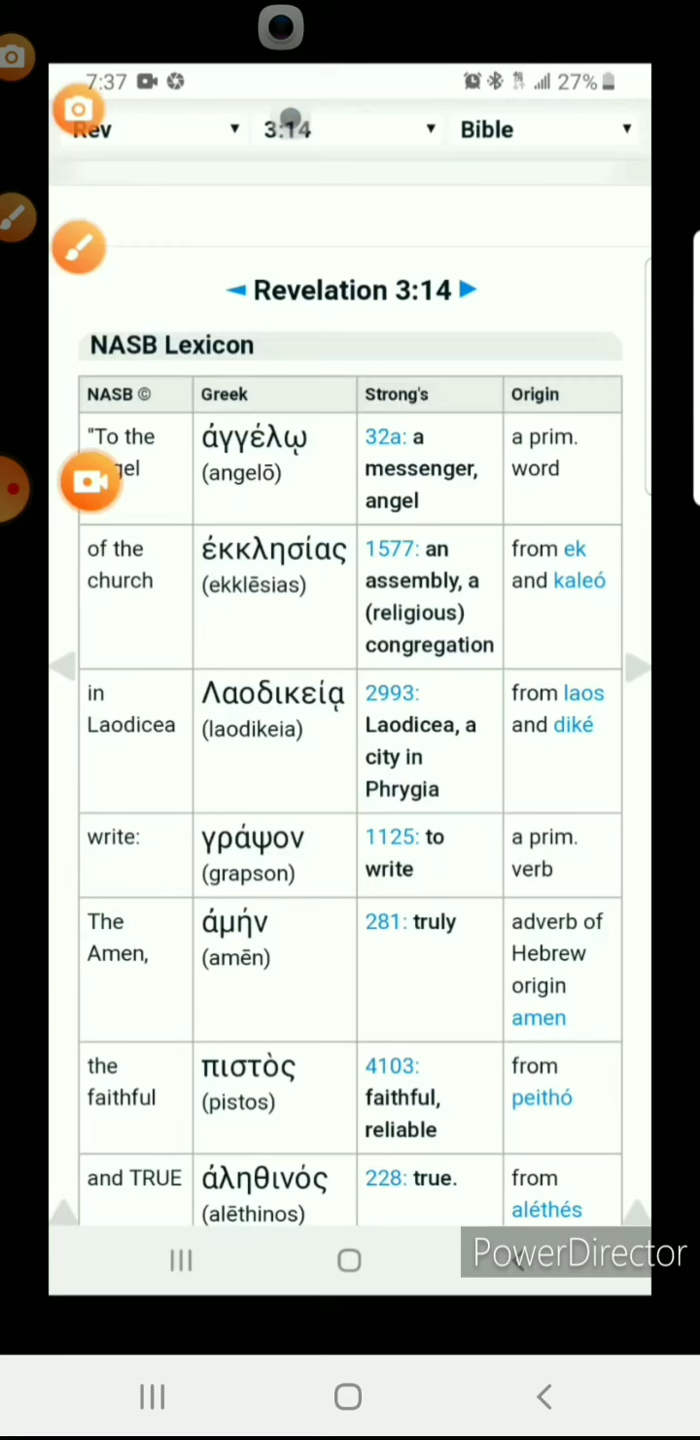 7:37 27%
Rev 3:14 Bible
Revelation 3:14
NASB Lexicon
NASB © Greek Strong's Origin
"To the ἀγγέλῳ 32a: a a prim.
gel (angelō) messenger, word
angel
of the ἐκκλησίας 1577: an from ek
church (ekklēsias) assembly, a and kaleó
(religious)
congregation
in Λαοδικείᾳ 2993: from laos
Laodicea (laodikeia) Laodicea, a and diké
city in
Phrygia
write: γράψον 1125: to a prim.
(grapson) write verb
The ἀμήν 281: truly adverb of
Amen, (amēn) Hebrew
origin
amen
the πιστὸς 4103: from
faithful (pistos) faithful, peithó
reliable
and TRUE ἀληθινός 228: true. from
(alēthinos) aléthés
PowerDirector